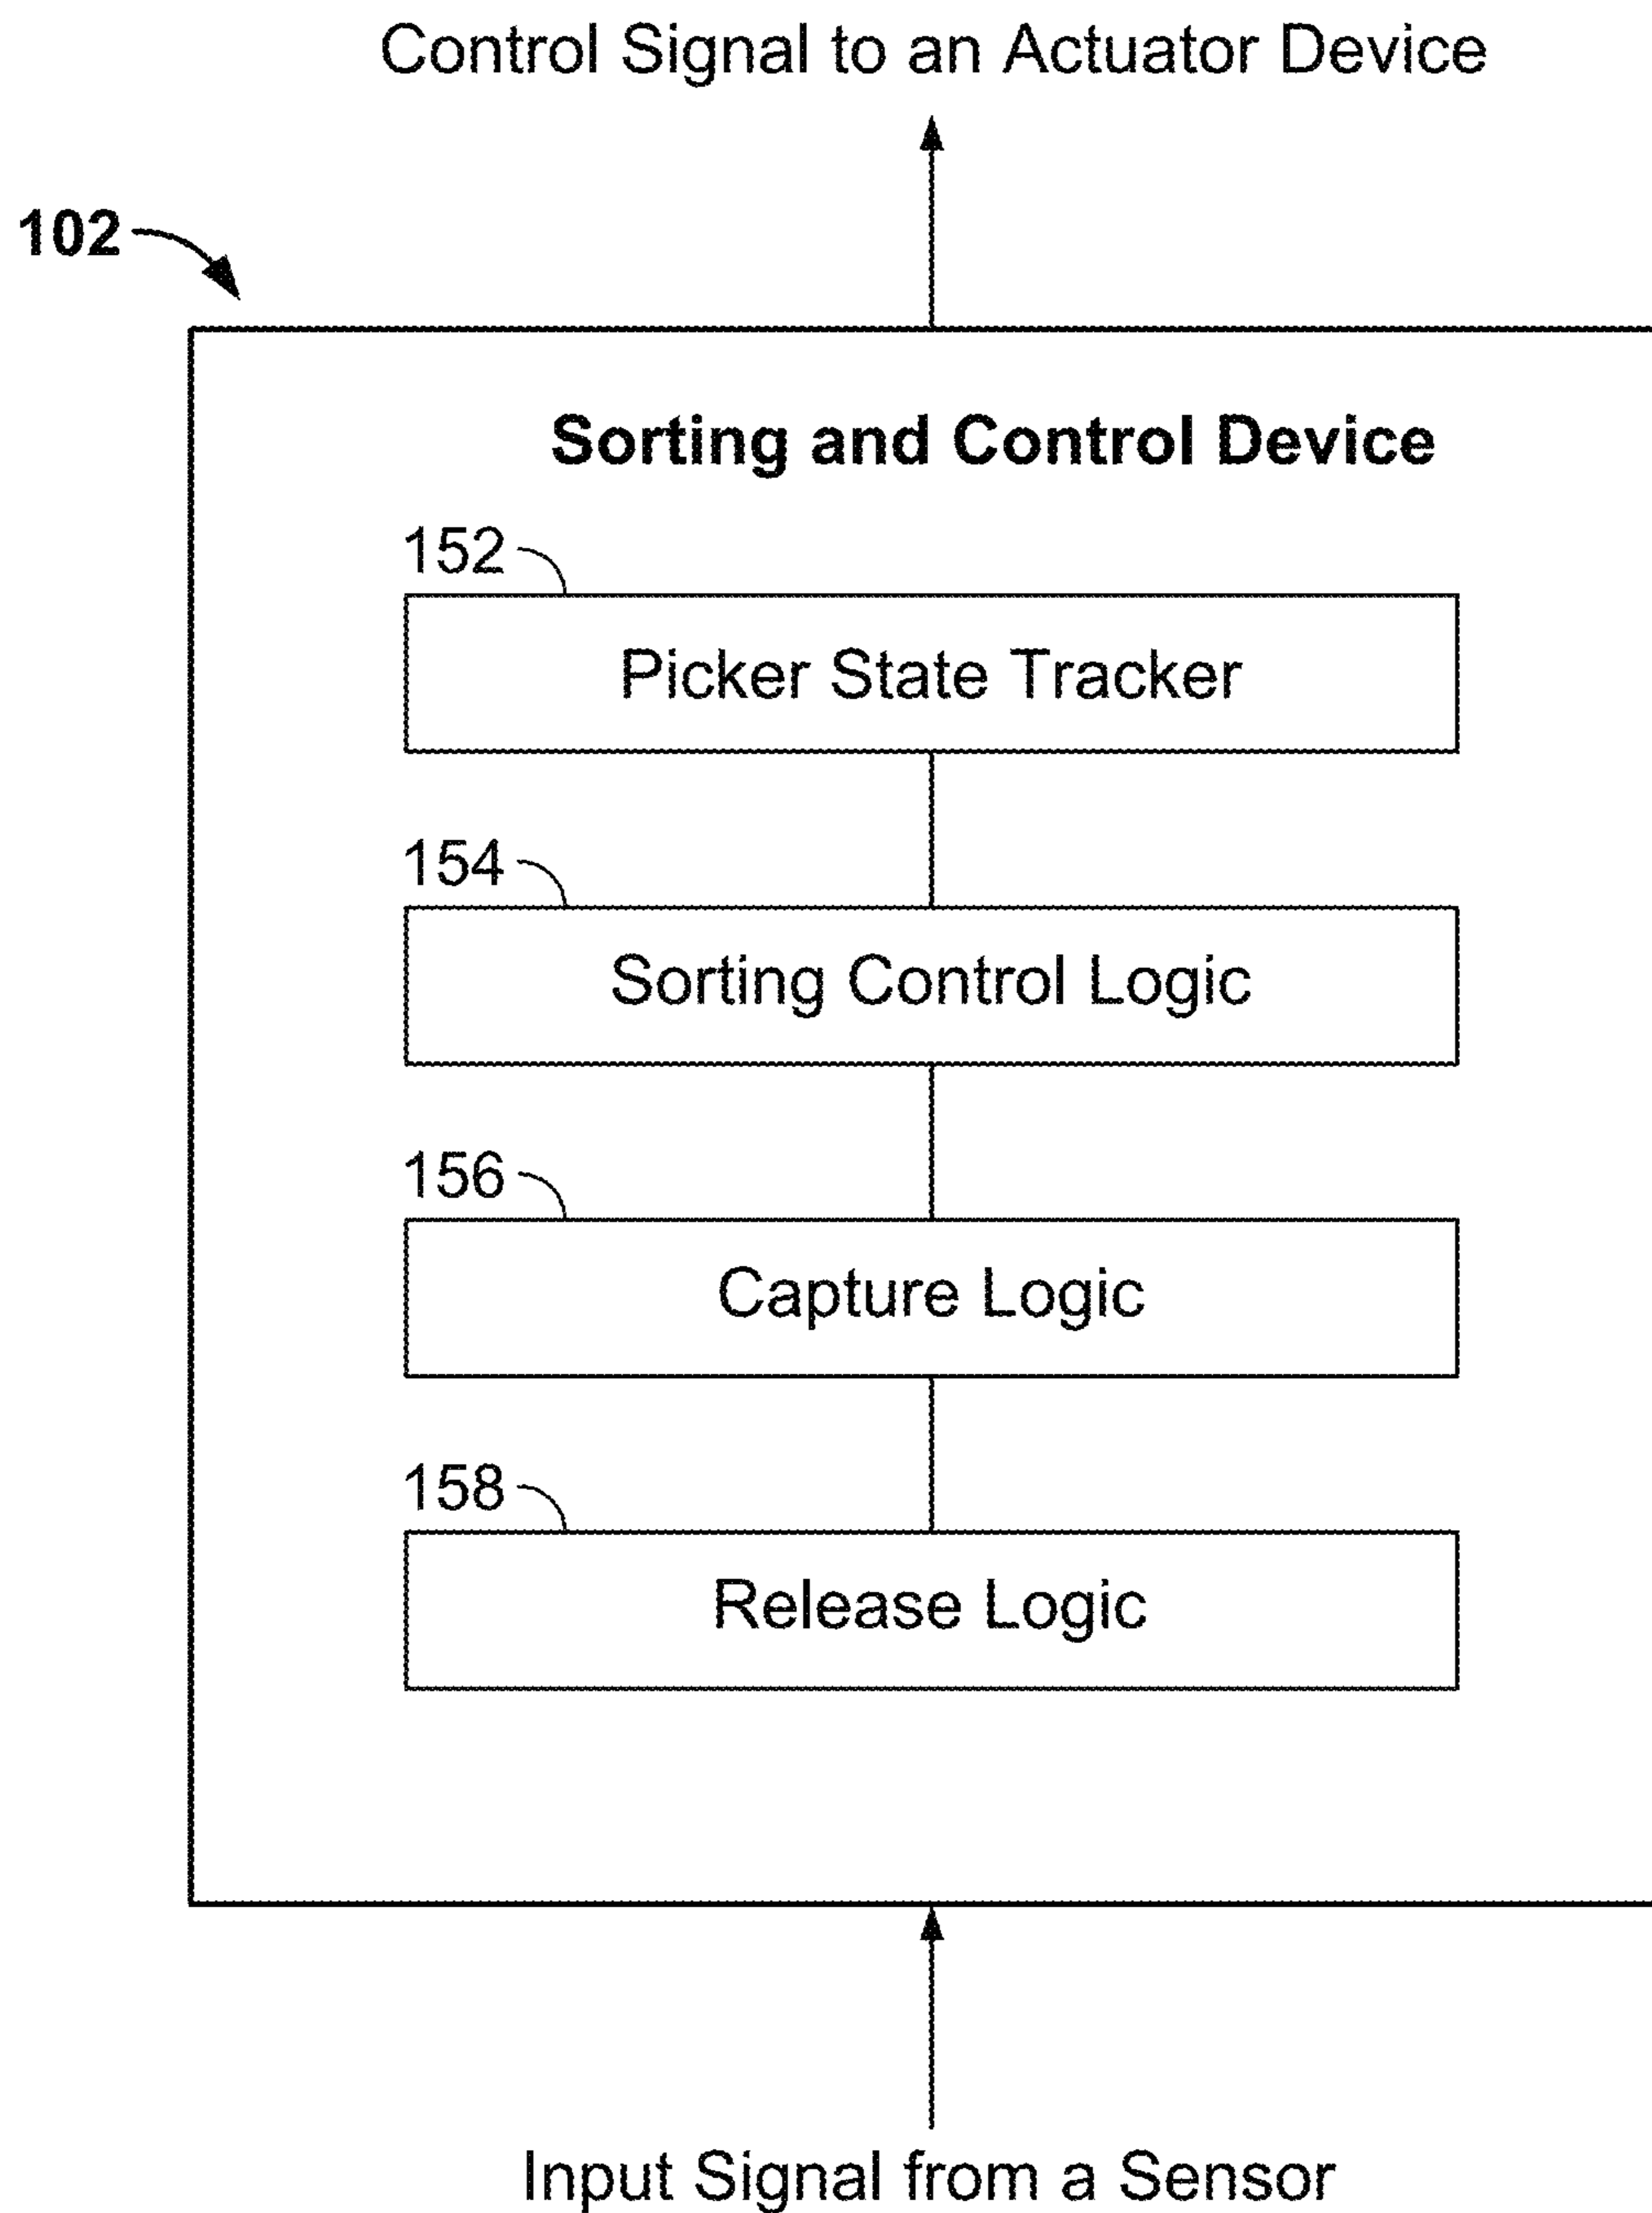 Control Signal to an Actuator Device
102
Sorting and Control Device
152
Picker State Tracker
154
Sorting Control Logic
156
Capture Logic
158
Release Logic
Input Signal from a Sensor